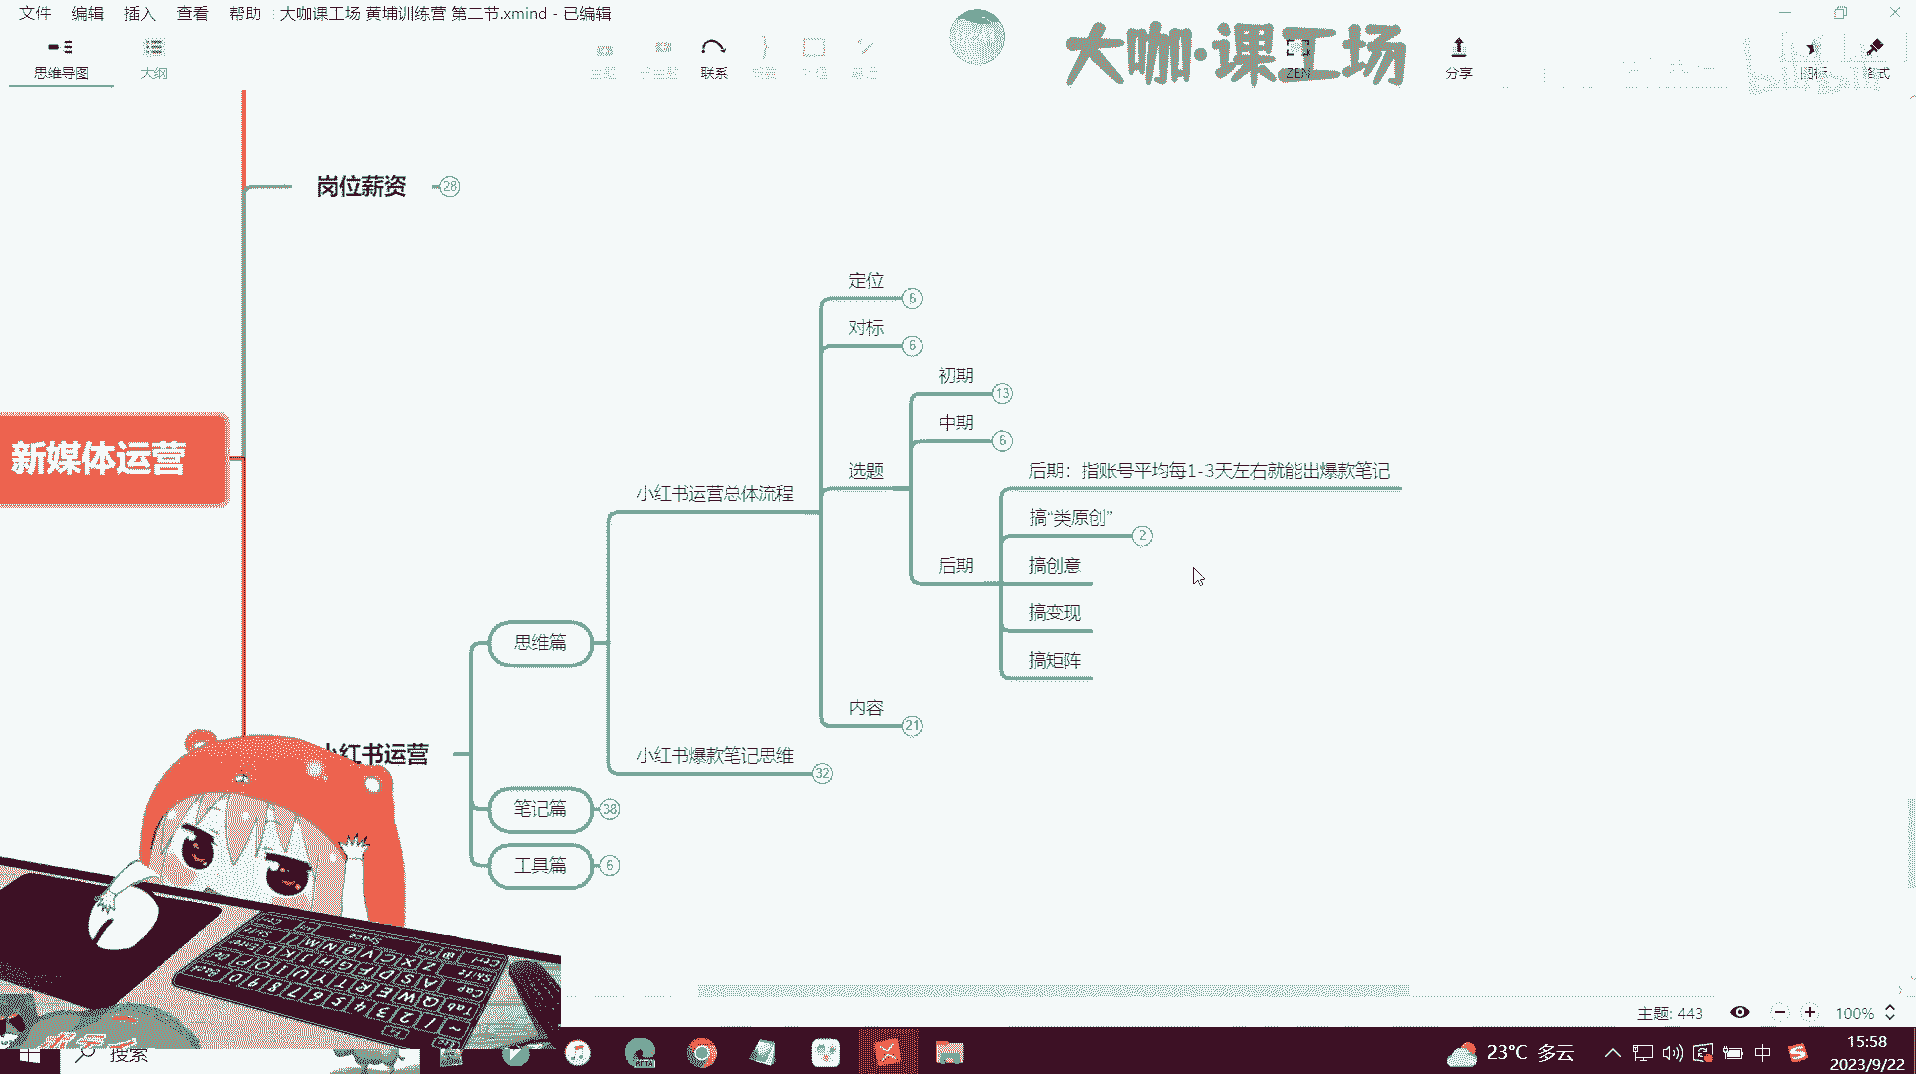 文件 编辑 插入 查看 帮助 大咖课工场 黄埔训练营 第二节.xmind - 已编辑
思维导图 大纲 联系 ZEN 分享 图标 格式
大咖·课工场
岗位薪资 28
定位 6
对标 6
初期 13
中期 6
选题
后期：指账号平均每1-3天左右就能出爆款笔记
新媒体运营
小红书运营总体流程
搞“类原创” 2
后期
搞创意
搞变现
思维篇
搞矩阵
内容 21
小红书运营
小红书爆款笔记思维 32
笔记篇 38
工具篇 6
主题: 443 100%
搜索
23°C 多云
中
15:58
2023/9/22